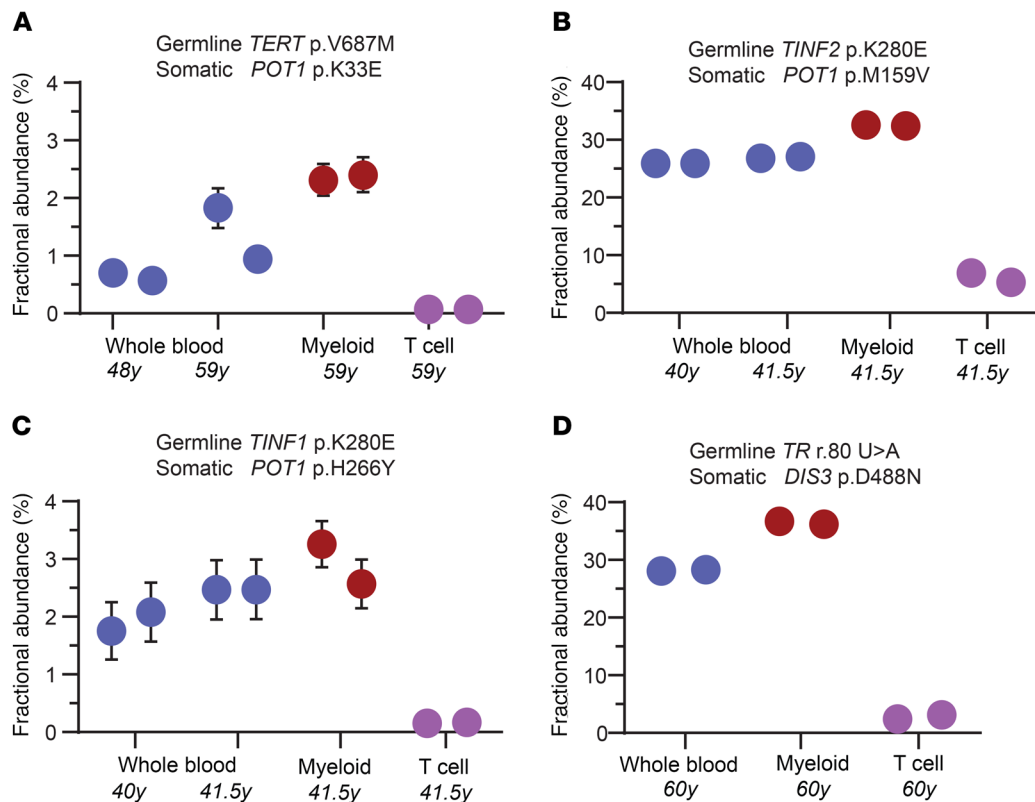 A
Germline TERT p.V687M
Somatic POT1 p.K33E
Fractional abundance (%)
4
3
2
1
0
Whole blood Myeloid T cell
48y 59y 59y 59y
B
Germline TINF2 p.K280E
Somatic POT1 p.M159V
Fractional abundance (%)
40
30
20
10
0
Whole blood Myeloid T cell
40y 41.5y 41.5y 41.5y
C
Germline TINF1 p.K280E
Somatic POT1 p.H266Y
Fractional abundance (%)
4
3
2
1
0
Whole blood Myeloid T cell
40y 41.5y 41.5y 41.5y
D
Germline TR r.80 U>A
Somatic DIS3 p.D488N
Fractional abundance (%)
40
30
20
10
0
Whole blood Myeloid T cell
60y 60y 60y